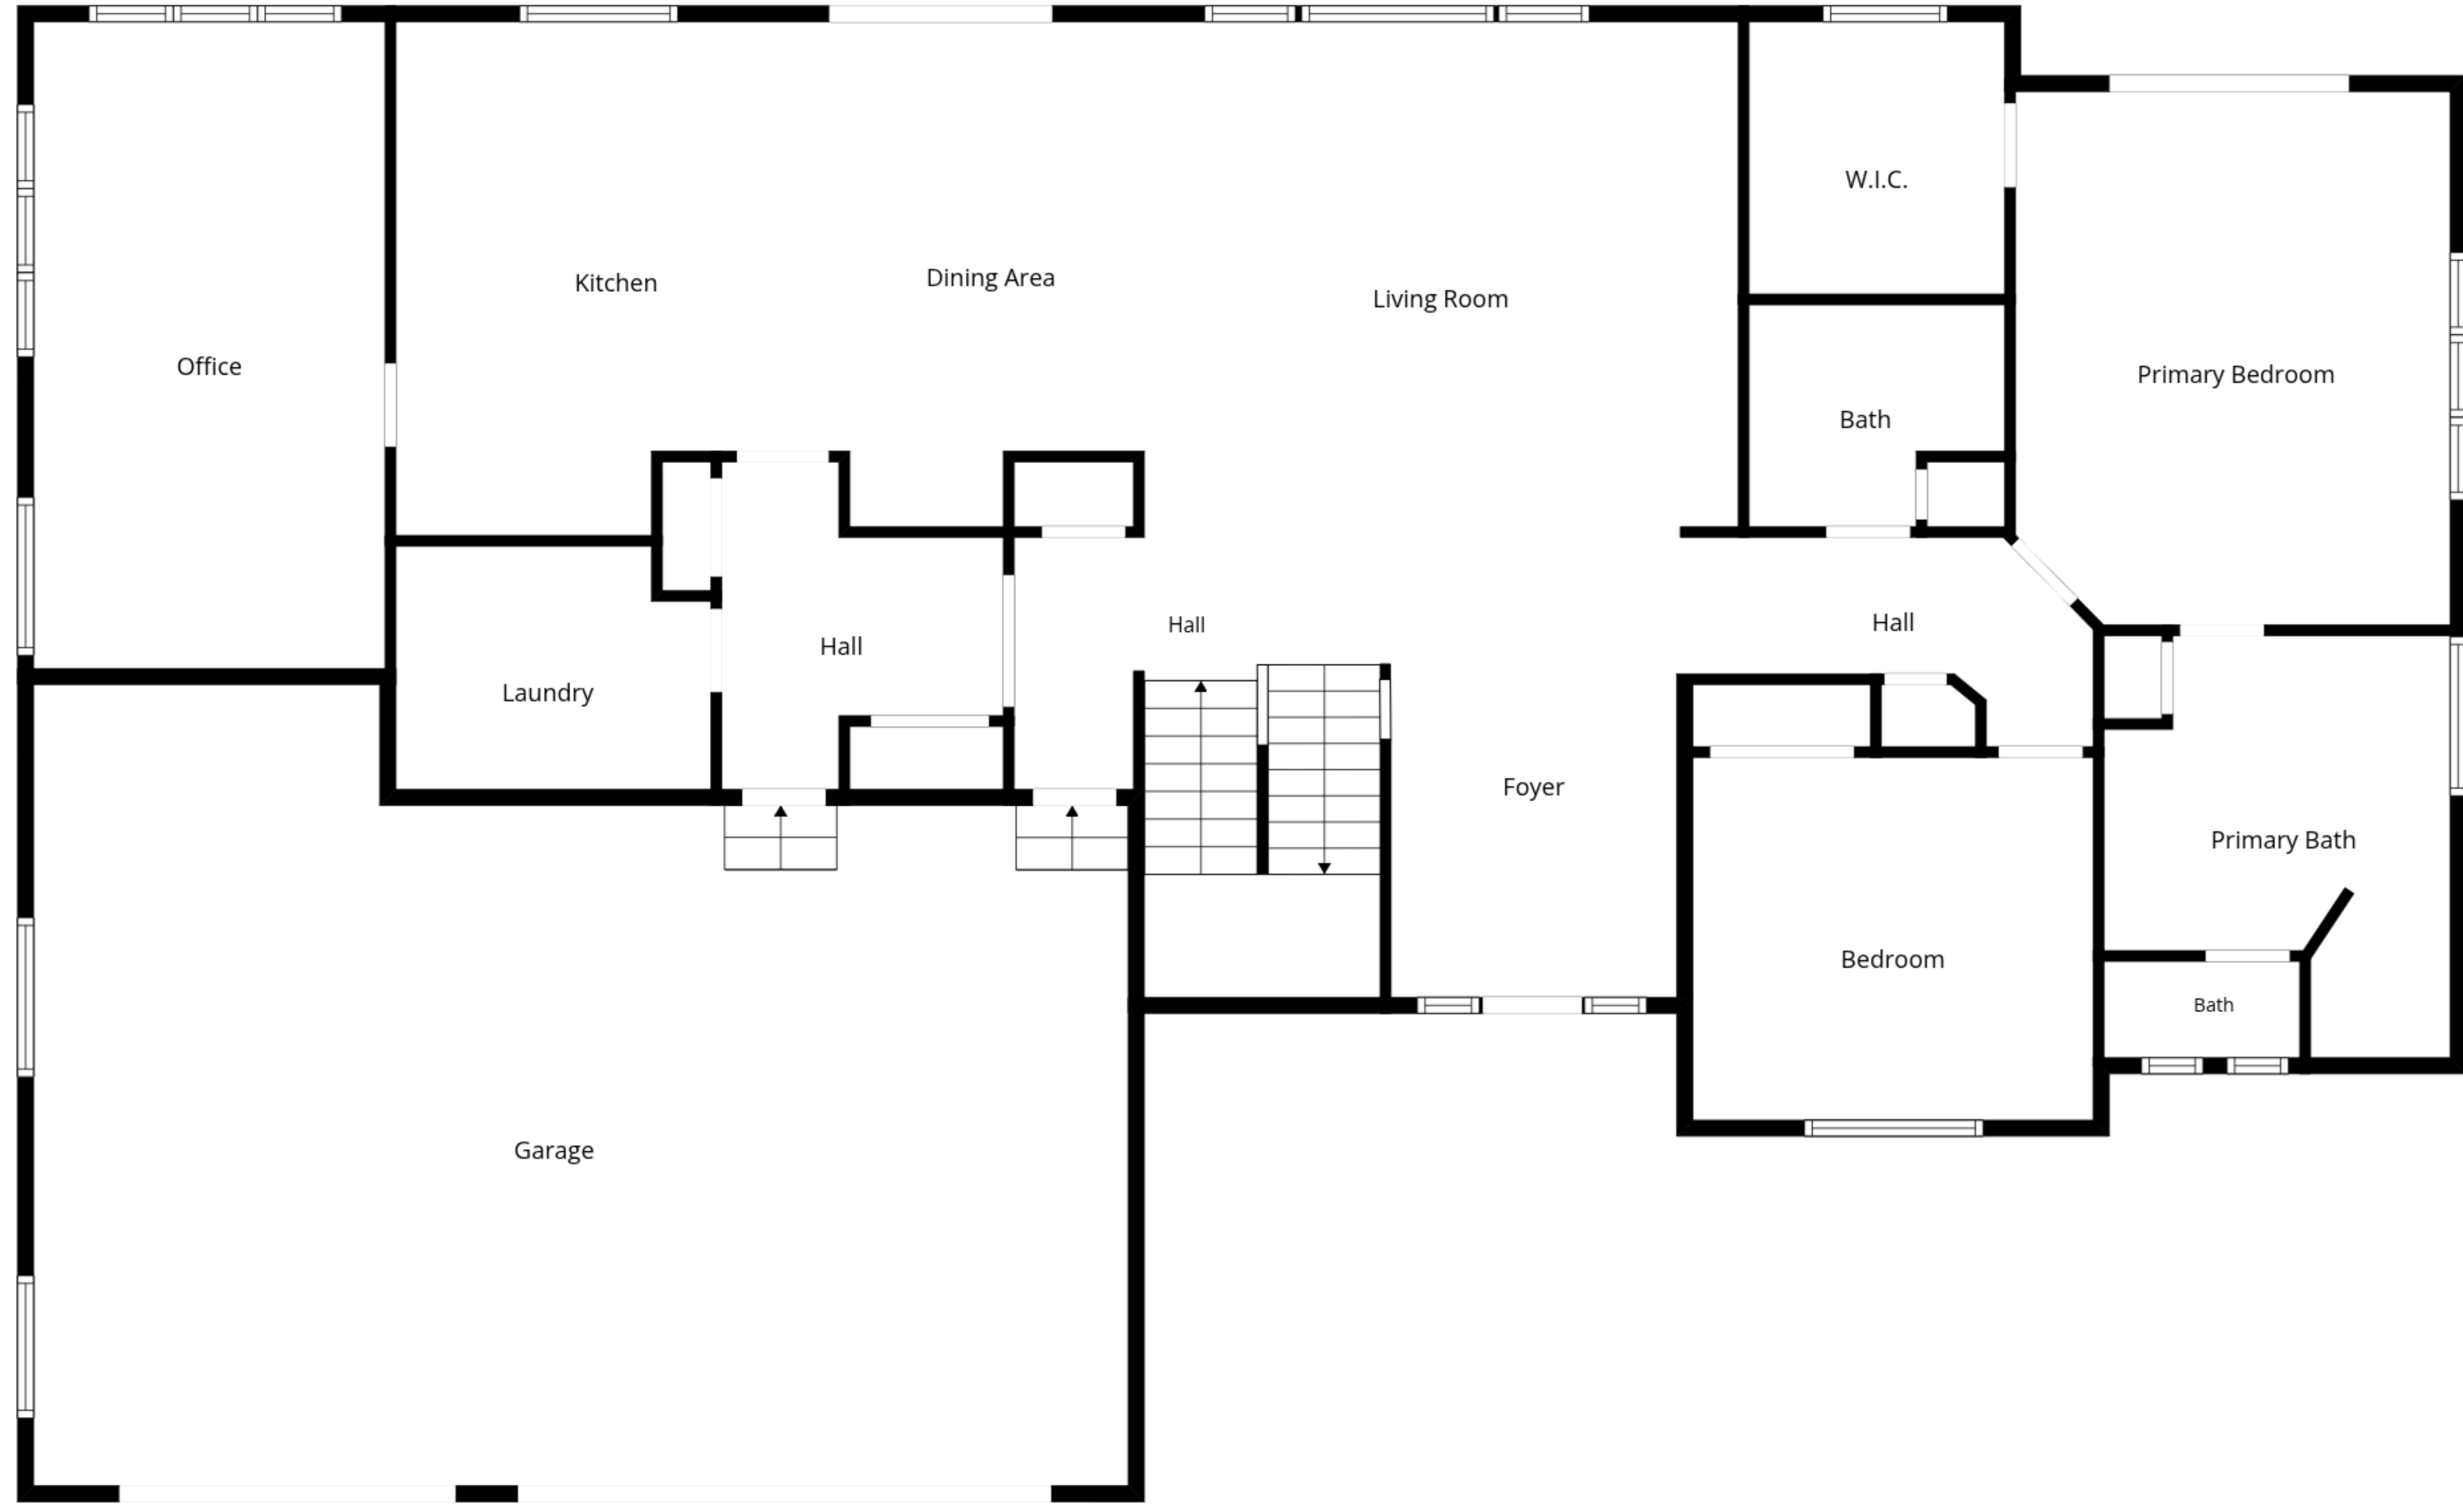 W.I.C.
Kitchen
Dining Area
Living Room
Office
Primary Bedroom
Bath
Hall
Hall
Hall
Laundry
Foyer
Primary Bath
Bedroom
Bath
Garage